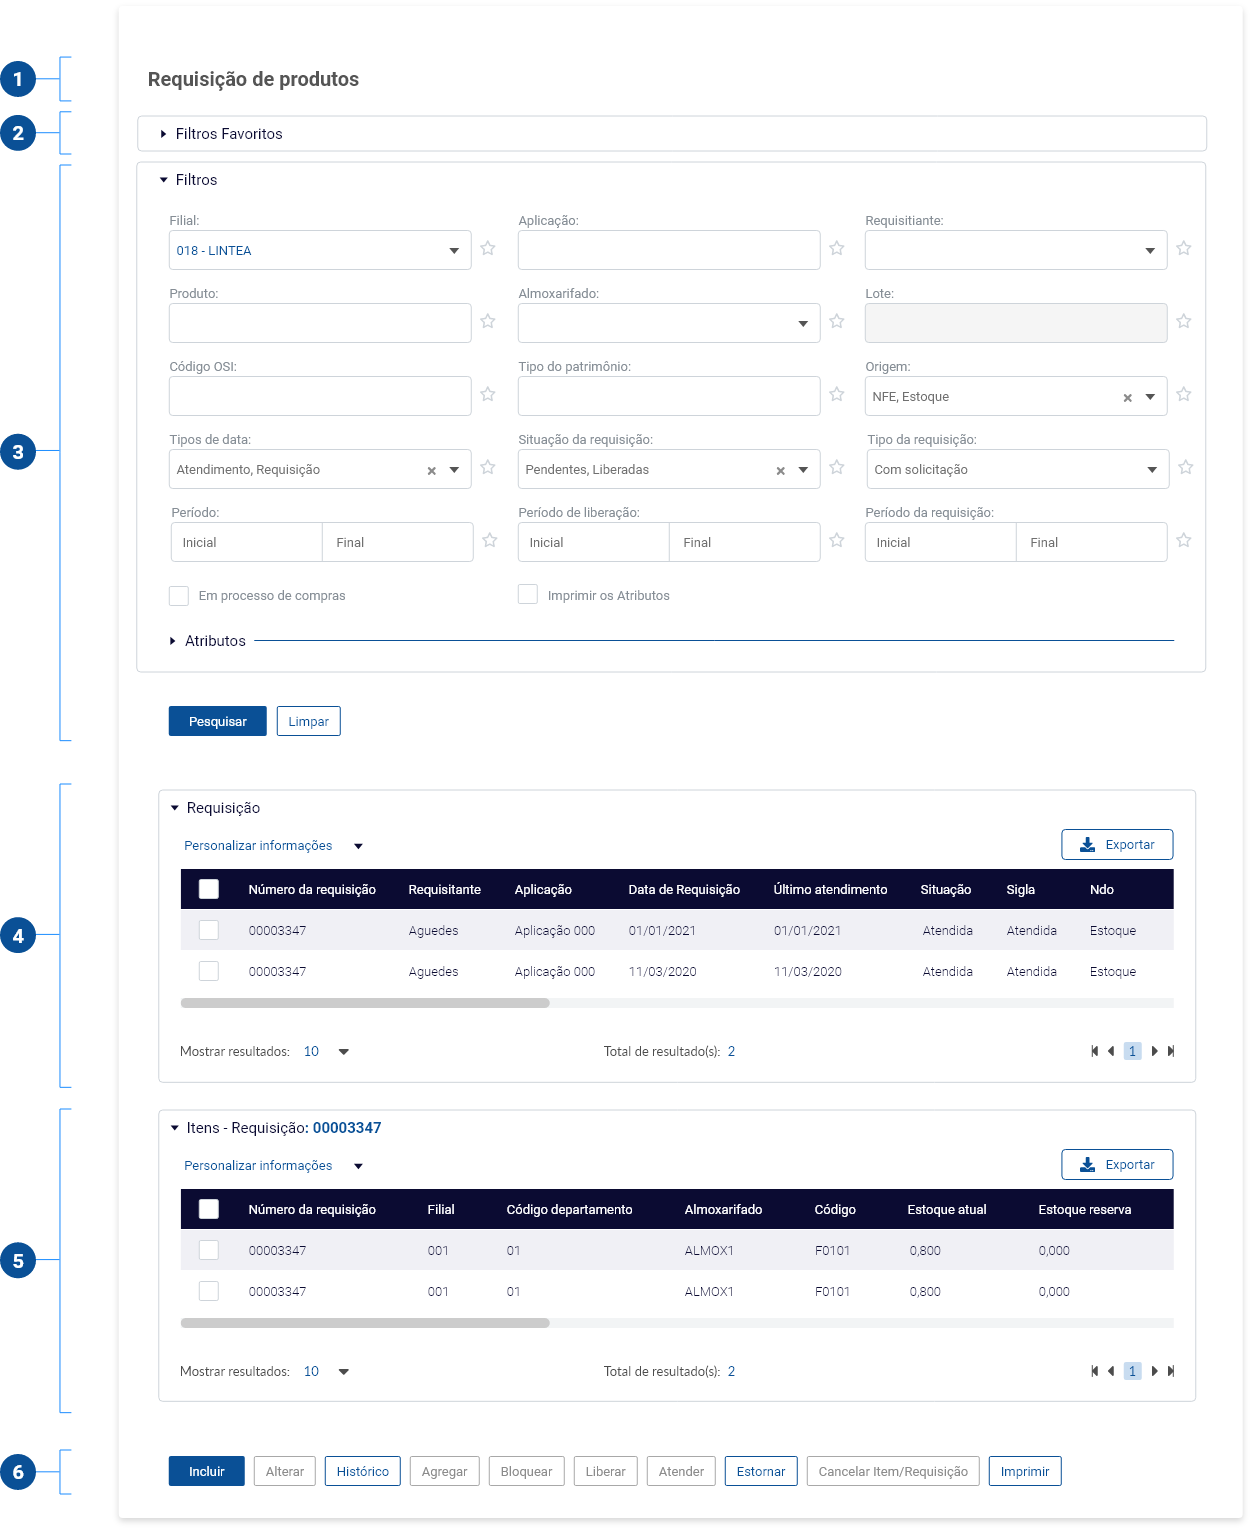 1
Requisição de produtos
2
Filtros Favoritos
Filtros
Filial: Aplicação: Requisitiante:
018 - LINTEA
Produto: Almoxarifado: Lote:
Código OSI: Tipo do patrimônio: Origem:
NFE, Estoque
3
Tipos de data: Situação da requisição: Tipo da requisição:
Atendimento, Requisição Pendentes, Liberadas Com solicitação
Período: Período de liberação: Período da requisição:
Inicial Final Inicial Final Inicial Final
Em processo de compras Imprimir os Atributos
Atributos
Pesquisar Limpar
Requisição
Personalizar informações Exportar
Número da requisição Requisitante Aplicação Data de Requisição Último atendimento Situação Sigla Ndo
00003347 Aguedes Aplicação 000 01/01/2021 01/01/2021 Atendida Atendida Estoque
4
00003347 Aguedes Aplicação 000 11/03/2020 11/03/2020 Atendida Atendida Estoque
Mostrar resultados: 10 Total de resultado(s): 2 1
Itens - Requisição: 00003347
Personalizar informações Exportar
Número da requisição Filial Código departamento Almoxarifado Código Estoque atual Estoque reserva
00003347 001 01 ALMOX1 F0101 0,800 0,000
5
00003347 001 01 ALMOX1 F0101 0,800 0,000
Mostrar resultados: 10 Total de resultado(s): 2 1
6
Incluir Alterar Histórico Agregar Bloquear Liberar Atender Estornar Cancelar Item/Requisição Imprimir